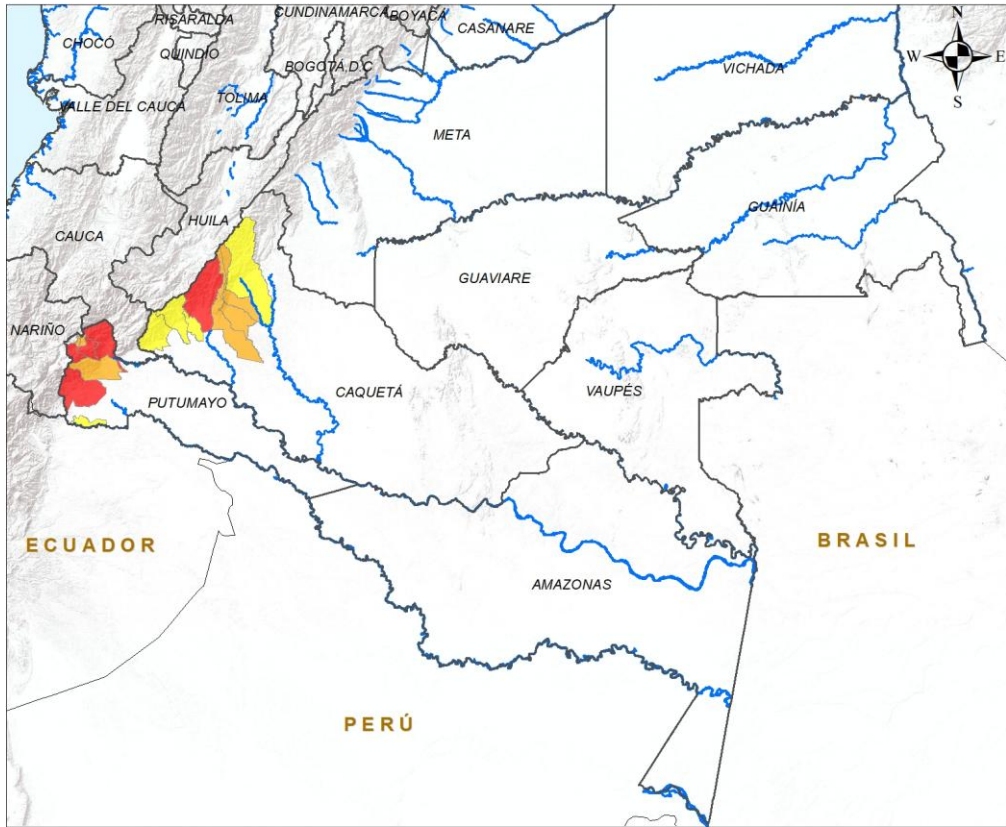 CUNDINAMARCA
BOYACÁ
RISARALDA
CASANARE
N
CHOCÓ
QUINDÍO
BOGOTÁ D.C
W
E
VICHADA
S
VALLE DEL CAUCA
TOLIMA
META
GUAINÍA
HUILA
CAUCA
GUAVIARE
NARIÑO
CAQUETÁ
VAUPÉS
PUTUMAYO
ECUADOR
BRASIL
AMAZONAS
PERÚ